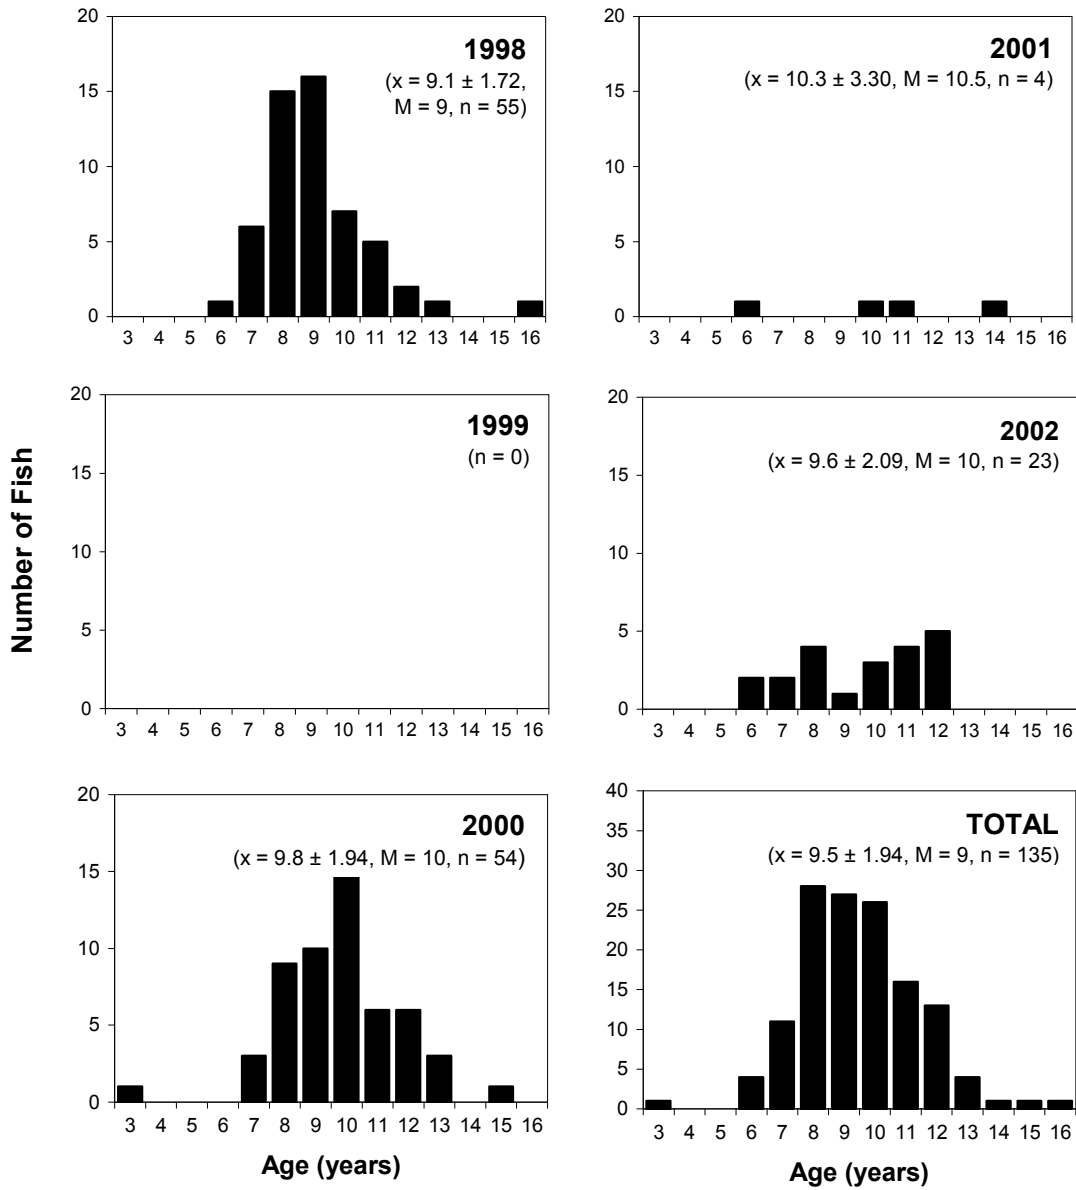 20
15
10
5
0
1998
(x = 9.1 ± 1.72,
M = 9, n = 55)
3 4 5 6 7 8 9 10 11 12 13 14 15 16
20
15
10
5
0
2001
(x = 10.3 ± 3.30, M = 10.5, n = 4)
3 4 5 6 7 8 9 10 11 12 13 14 15 16
Number of Fish
20
15
10
5
0
1999
(n = 0)
3 4 5 6 7 8 9 10 11 12 13 14 15 16
20
15
10
5
0
2002
(x = 9.6 ± 2.09, M = 10, n = 23)
3 4 5 6 7 8 9 10 11 12 13 14 15 16
20
15
10
5
0
2000
(x = 9.8 ± 1.94, M = 10, n = 54)
3 4 5 6 7 8 9 10 11 12 13 14 15 16
Age (years)
40
35
30
25
20
15
10
5
0
TOTAL
(x = 9.5 ± 1.94, M = 9, n = 135)
3 4 5 6 7 8 9 10 11 12 13 14 15 16
Age (years)